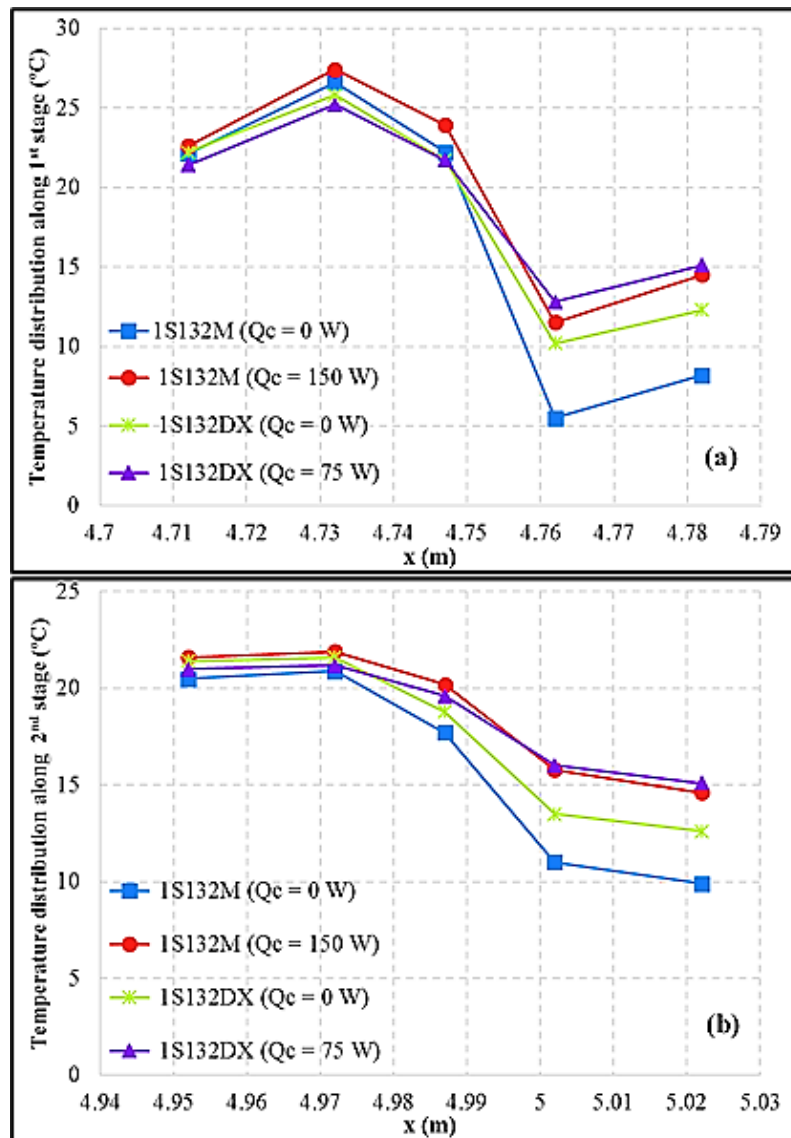 Temperature distribution along 1st stage (°C)
30
25
20
15
10
5
0
1S132M (Qc = 0 W)
1S132M (Qc = 150 W)
1S132DX (Qc = 0 W)
1S132DX (Qc = 75 W)
(a)
4.7 4.71 4.72 4.73 4.74 4.75 4.76 4.77 4.78 4.79
x (m)
Temperature distribution along 2nd stage (°C)
25
20
15
10
5
0
1S132M (Qc = 0 W)
1S132M (Qc = 150 W)
1S132DX (Qc = 0 W)
1S132DX (Qc = 75 W)
(b)
4.94 4.95 4.96 4.97 4.98 4.99 5 5.01 5.02 5.03
x (m)